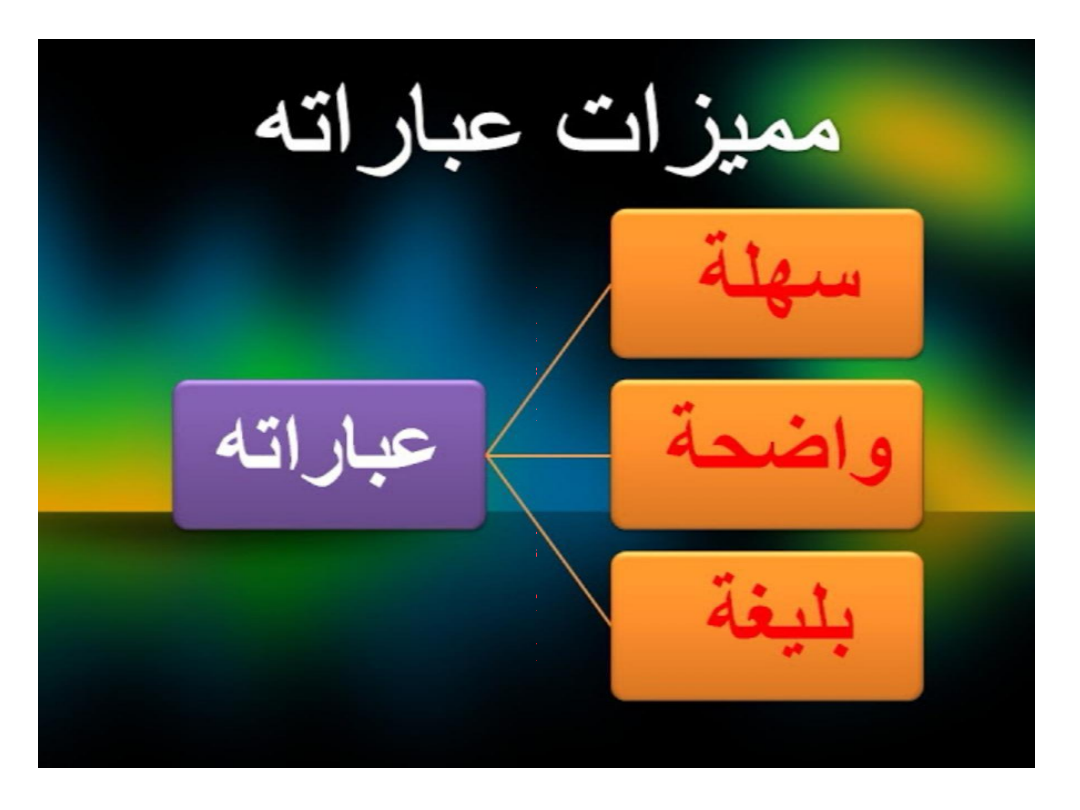 مميزات عباراته
سهلة
عباراته
واضحة
بليغة